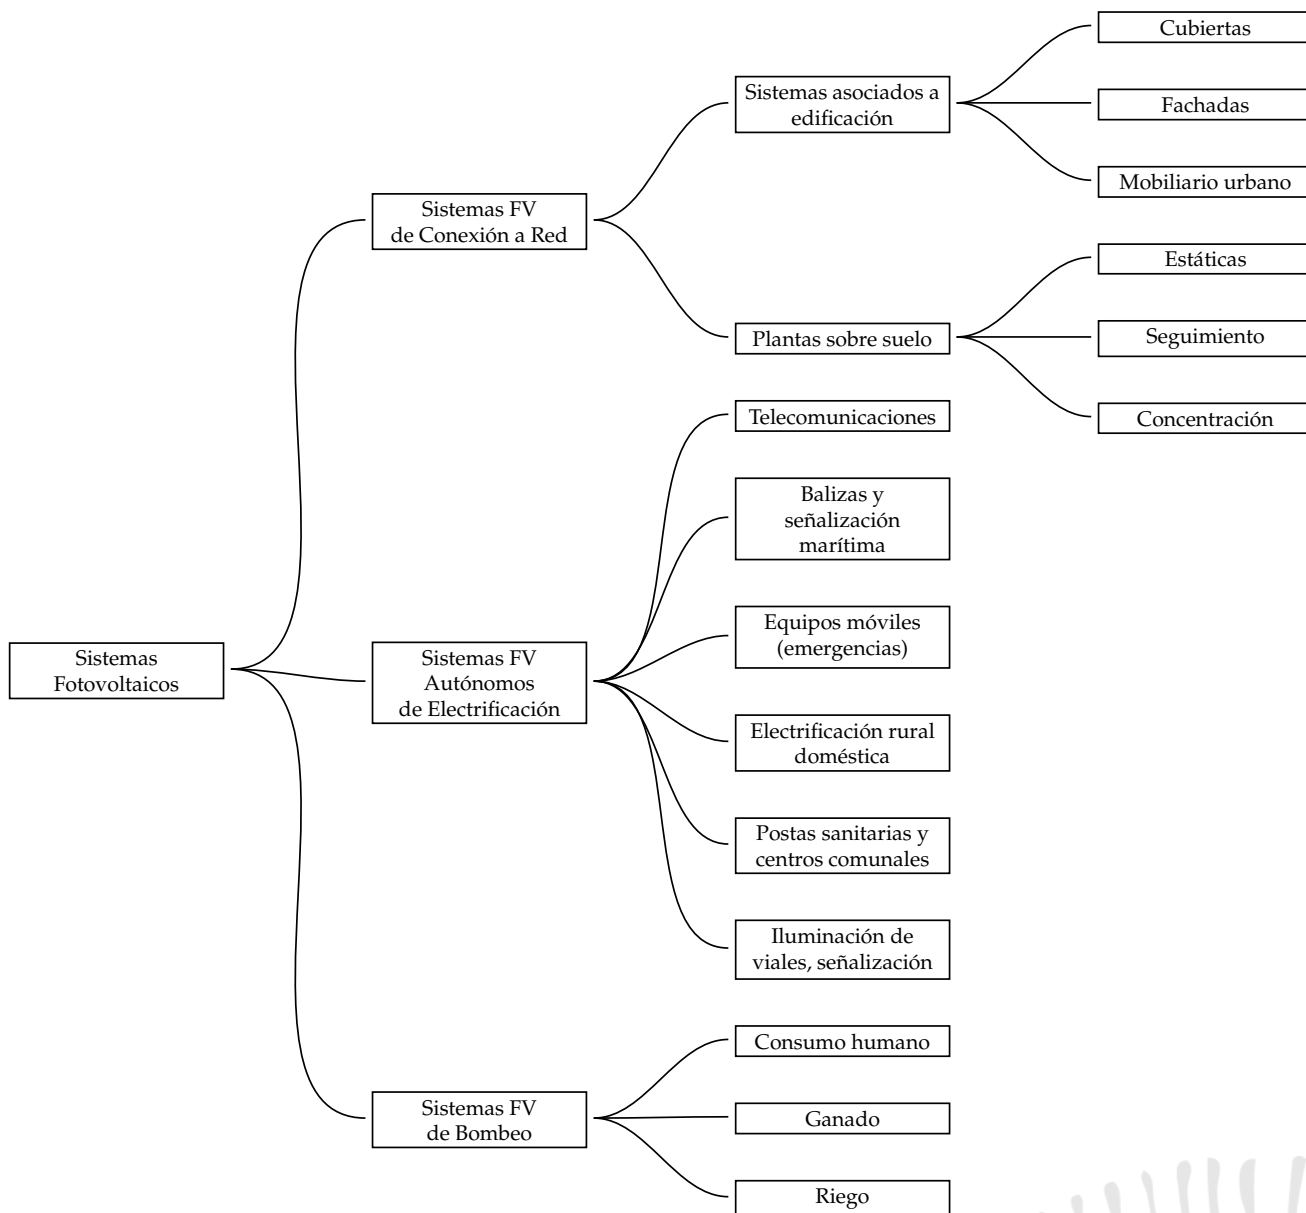 Sistemas
Fotovoltaicos
Sistemas FV
de Conexión a Red
Sistemas asociados a
edificación
Cubiertas
Fachadas
Mobiliario urbano
Plantas sobre suelo
Estáticas
Seguimiento
Concentración
Sistemas FV
Autónomos
de Electrificación
Telecomunicaciones
Balizas y
señalización
marítima
Equipos móviles
(emergencias)
Electrificación rural
doméstica
Postas sanitarias y
centros comunales
Iluminación de
viales, señalización
Sistemas FV
de Bombeo
Consumo humano
Ganado
Riego